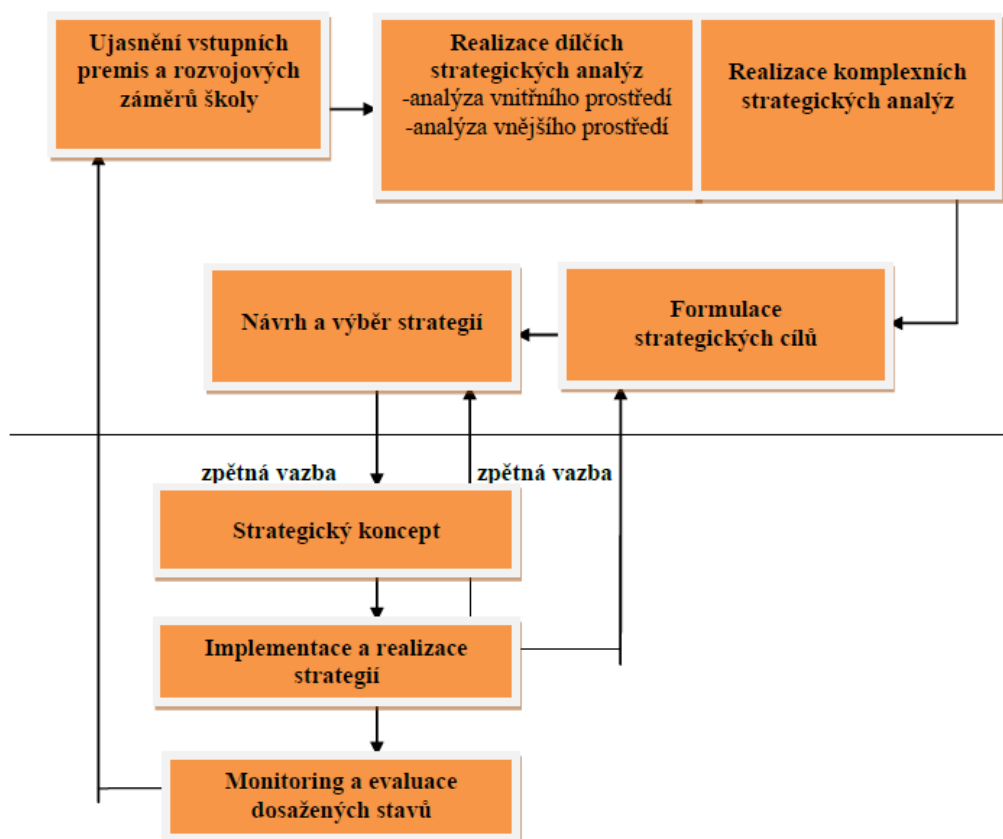 Ujasnění vstupních
premis a rozvojových
záměrů školy
Realizace dílčích
strategických analýz
-analýza vnitřního prostředí
-analýza vnějšího prostředí
Realizace komplexních
strategických analýz
Návrh a výběr strategií
Formulace
strategických cílů
zpětná vazba
zpětná vazba
Strategický koncept
Implementace a realizace
strategií
Monitoring a evaluace
dosažených stavů